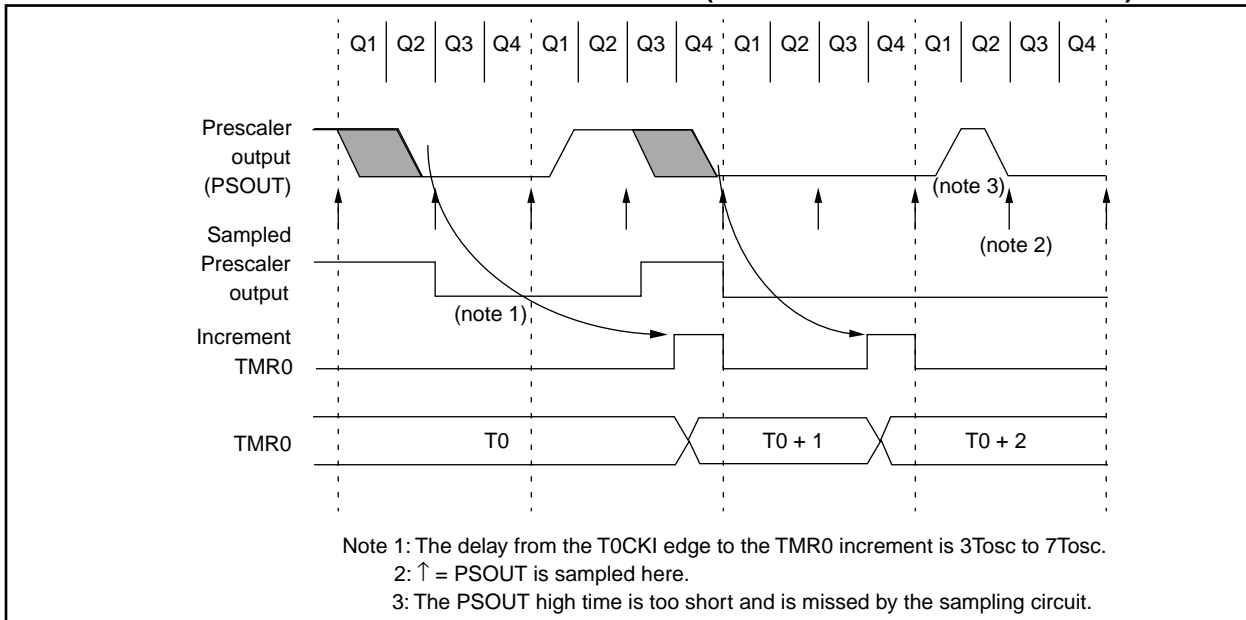 Q1 Q2 Q3 Q4 Q1 Q2 Q3 Q4 Q1 Q2 Q3 Q4 Q1 Q2 Q3 Q4
Prescaler
output
(PSOUT)
(note 3)
Sampled
(note 2)
Prescaler
output
(note 1)
Increment
TMR0
TMR0 T0 T0 + 1 T0 + 2
Note 1: The delay from the T0CKI edge to the TMR0 increment is 3Tosc to 7Tosc.
2: ↑ = PSOUT is sampled here.
3: The PSOUT high time is too short and is missed by the sampling circuit.